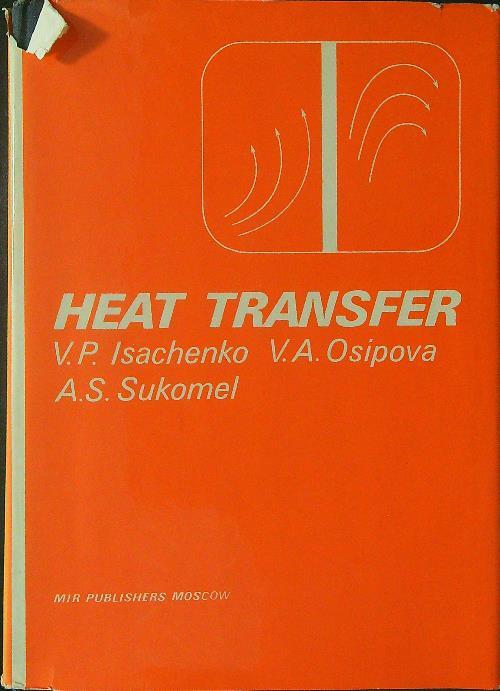 HEAT TRANSFER
V.P. Isachenko V.A. Osipova
A.S. Sukomel
MIR PUBLISHERS MOSCOW